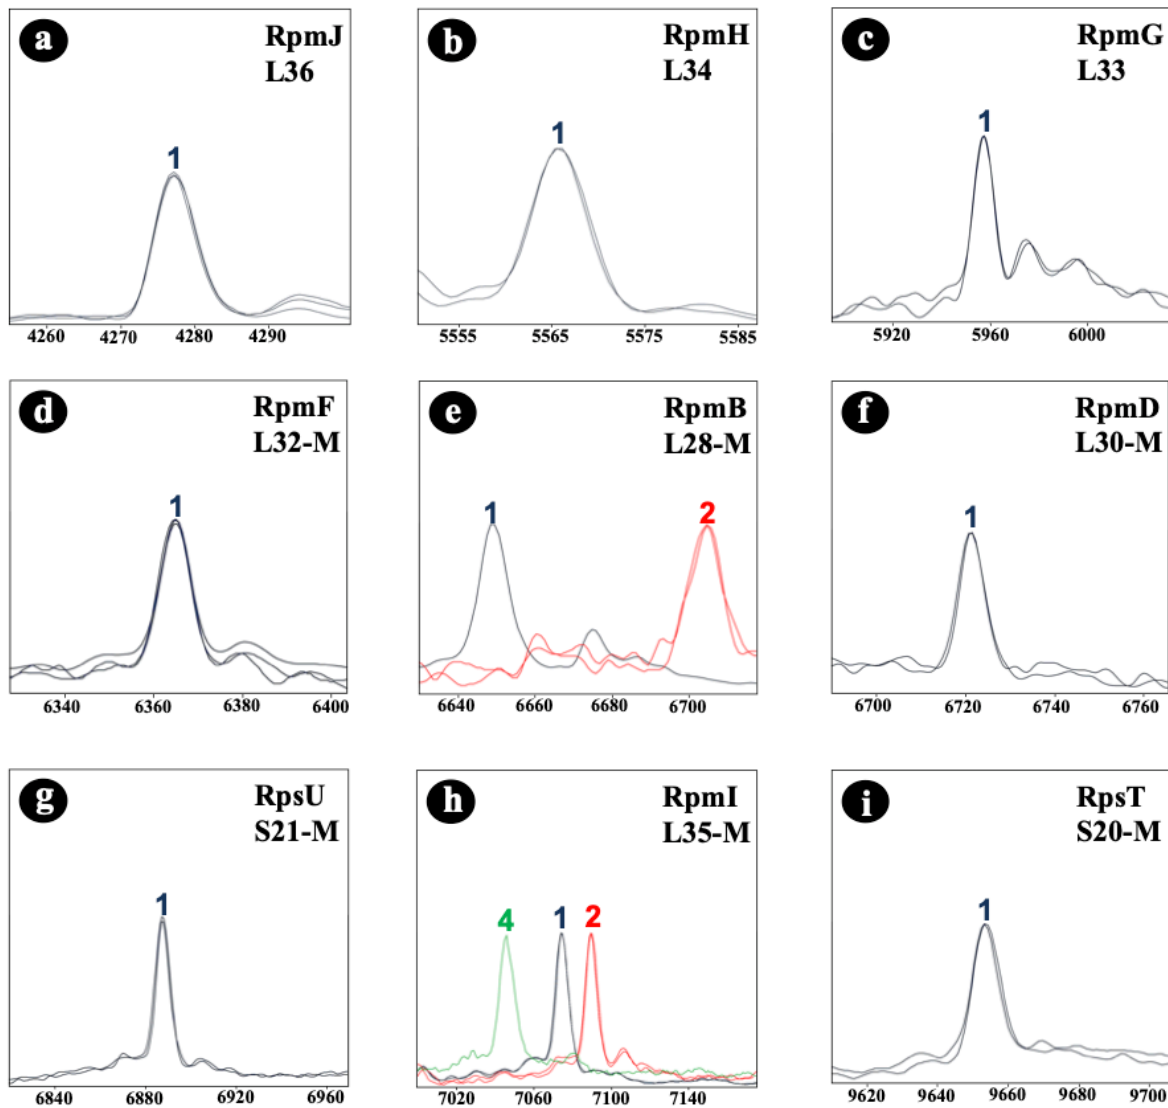 a
RpmJ
L36
1
4260 4270 4280 4290
b
RpmH
L34
1
5555 5565 5575 5585
c
RpmG
L33
1
5920 5960 6000
d
RpmF
L32-M
1
6340 6360 6380 6400
e
RpmB
L28-M
1 2
6640 6660 6680 6700
f
RpmD
L30-M
1
6700 6720 6740 6760
g
RpsU
S21-M
1
6840 6880 6920 6960
h
RpmI
L35-M
4 1 2
7020 7060 7100 7140
i
RpsT
S20-M
1
9620 9640 9660 9680 9700